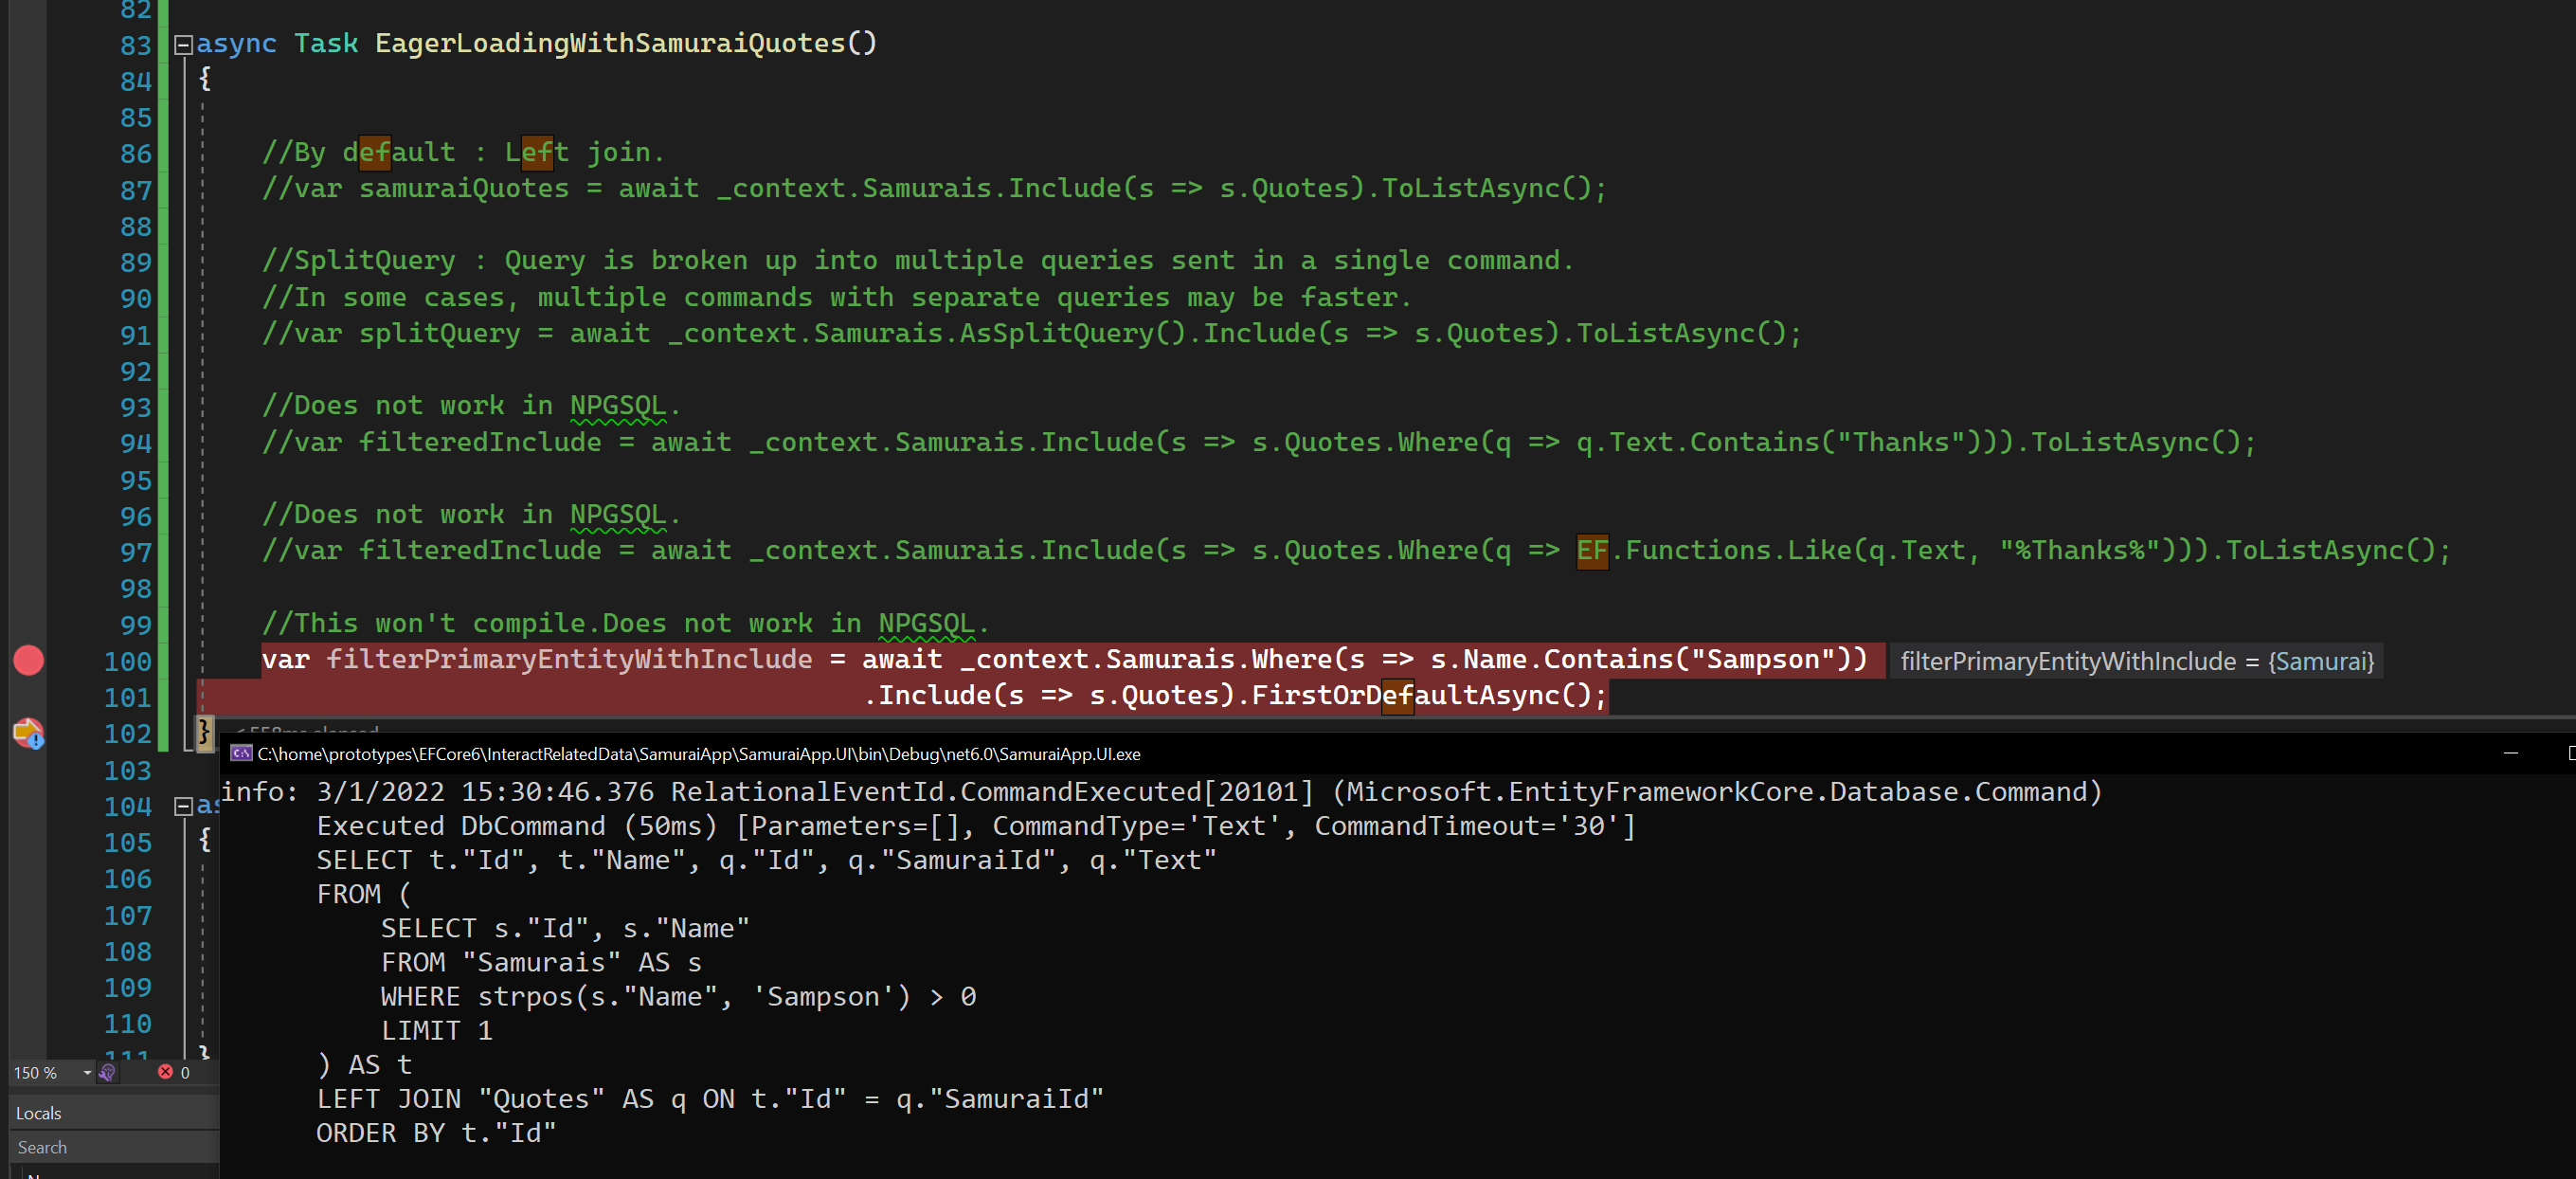 82
83 async Task EagerLoadingWithSamuraiQuotes()
84 {
85
86 //By default : Left join.
87 //var samuraiQuotes = await _context.Samurais.Include(s => s.Quotes).ToListAsync();
88
89 //SplitQuery : Query is broken up into multiple queries sent in a single command.
90 //In some cases, multiple commands with separate queries may be faster.
91 //var splitQuery = await _context.Samurais.AsSplitQuery().Include(s => s.Quotes).ToListAsync();
92
93 //Does not work in NPGSQL.
94 //var filteredInclude = await _context.Samurais.Include(s => s.Quotes.Where(q => q.Text.Contains("Thanks"))).ToListAsync();
95
96 //Does not work in NPGSQL.
97 //var filteredInclude = await _context.Samurais.Include(s => s.Quotes.Where(q => EF.Functions.Like(q.Text, "%Thanks%"))).ToListAsync();
98
99 //This won't compile.Does not work in NPGSQL.
100 var filterPrimaryEntityWithInclude = await _context.Samurais.Where(s => s.Name.Contains("Sampson")) filterPrimaryEntityWithInclude = {Samurai}
101 .Include(s => s.Quotes).FirstOrDefaultAsync();
102 } ≤ 558ms elapsed
C:\home\prototypes\EFCore6\InteractRelatedData\SamuraiApp\SamuraiApp.UI\bin\Debug\net6.0\SamuraiApp.UI.exe
103
info: 3/1/2022 15:30:46.376 RelationalEventId.CommandExecuted[20101] (Microsoft.EntityFrameworkCore.Database.Command)
104 as
Executed DbCommand (50ms) [Parameters=[], CommandType='Text', CommandTimeout='30']
105 {
SELECT t."Id", t."Name", q."Id", q."SamuraiId", q."Text"
106
FROM (
107
SELECT s."Id", s."Name"
108
FROM "Samurais" AS s
109
WHERE strpos(s."Name", 'Sampson') > 0
110
LIMIT 1
111 }
) AS t
150 % 0
LEFT JOIN "Quotes" AS q ON t."Id" = q."SamuraiId"
Locals
ORDER BY t."Id"
Search